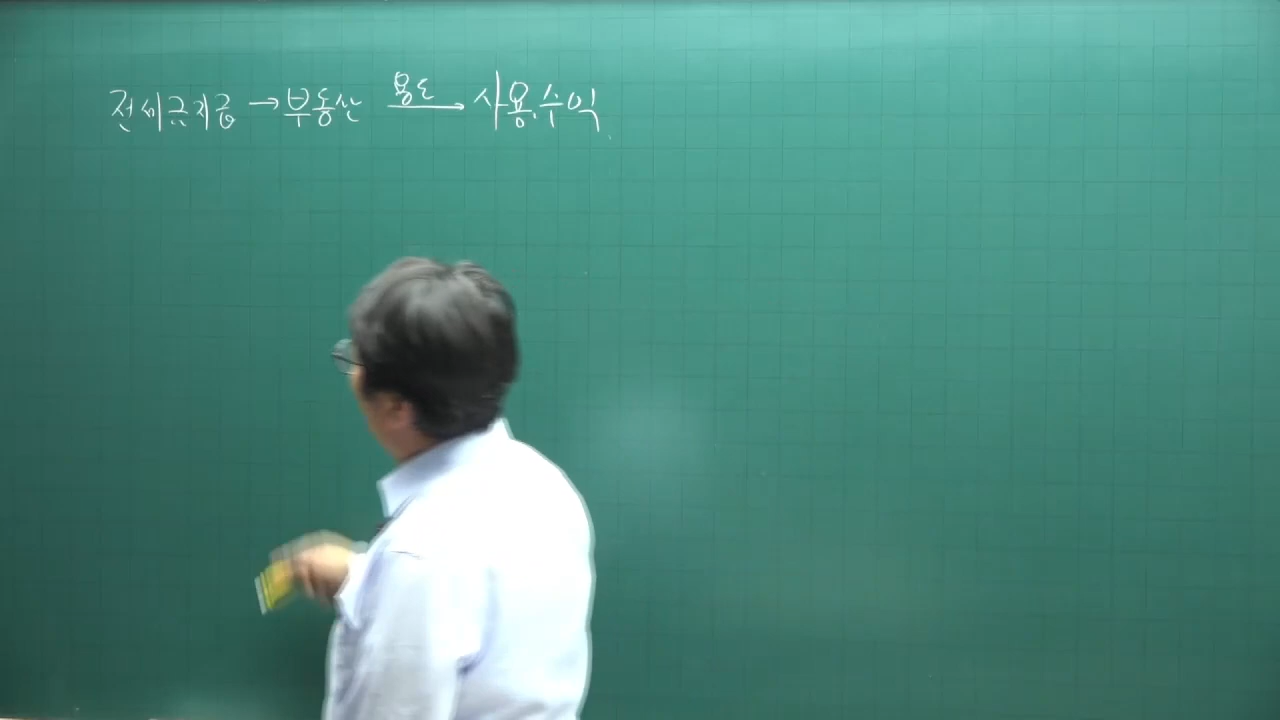 전세금지급 → 부동산 용도 → 사용.수익